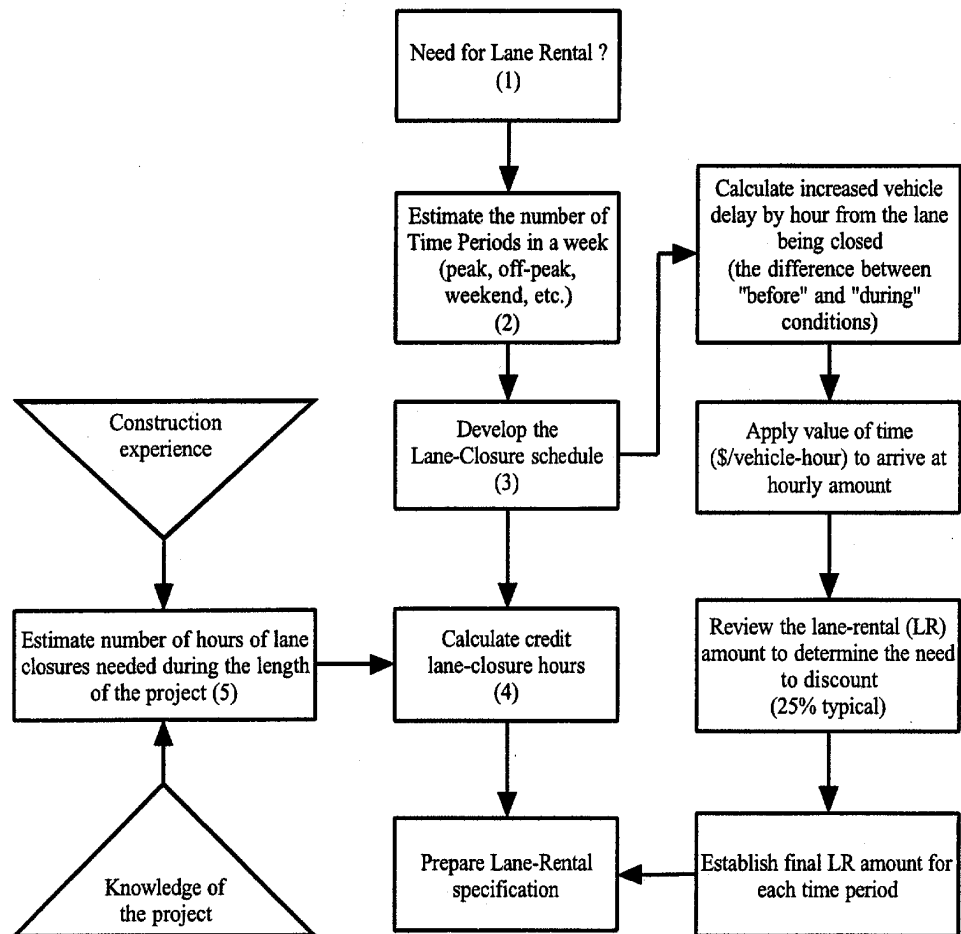 Need for Lane Rental ?
(1)
Estimate the number of
Time Periods in a week
(peak, off-peak,
weekend, etc.)
(2)
Calculate increased vehicle
delay by hour from the lane
being closed
(the difference between
"before" and "during"
conditions)
Construction
experience
Develop the
Lane-Closure schedule
(3)
Apply value of time
($/vehicle-hour) to arrive at
hourly amount
Estimate number of hours of lane
closures needed during the length
of the project (5)
Calculate credit
lane-closure hours
(4)
Review the lane-rental (LR)
amount to determine the need
to discount
(25% typical)
Knowledge of
the project
Prepare Lane-Rental
specification
Establish final LR amount for
each time period